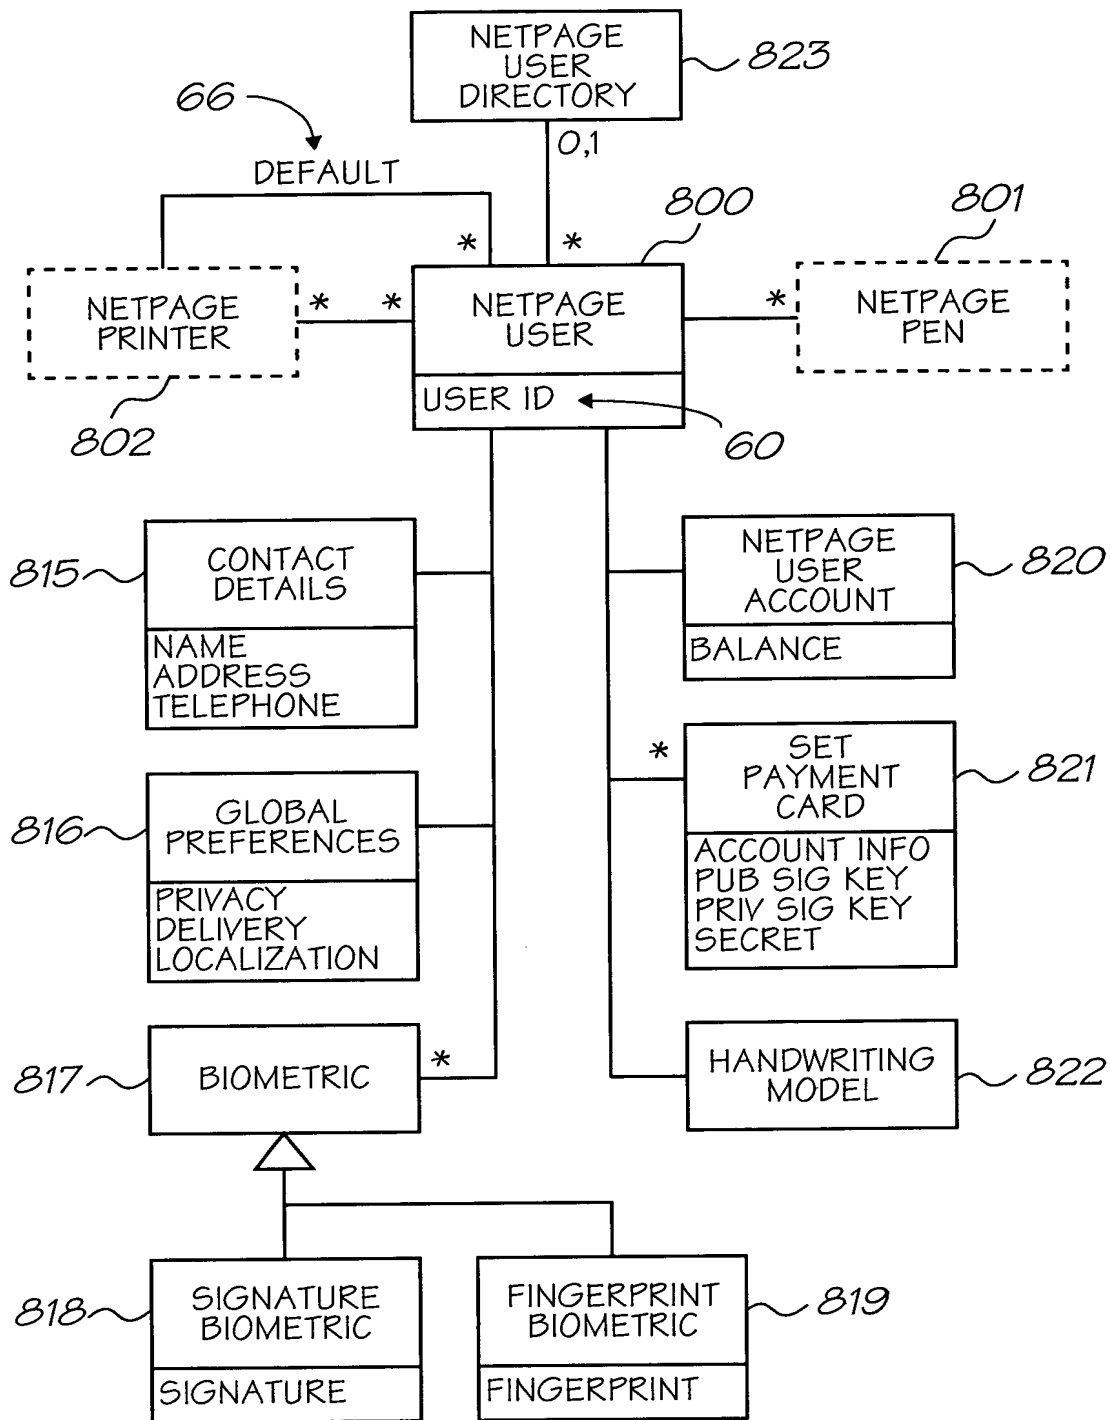 NETPAGE
USER
DIRECTORY
823
66
0,1
DEFAULT
800
801
*
*
NETPAGE
PRINTER
*
*
NETPAGE
USER
*
NETPAGE
PEN
802
USER ID
60
815
CONTACT
DETAILS
NAME
ADDRESS
TELEPHONE
NETPAGE
USER
ACCOUNT
820
BALANCE
816
GLOBAL
PREFERENCES
PRIVACY
DELIVERY
LOCALIZATION
*
SET
PAYMENT
CARD
821
ACCOUNT INFO
PUB SIG KEY
PRIV SIG KEY
SECRET
817
BIOMETRIC
*
HANDWRITING
MODEL
822
818
SIGNATURE
BIOMETRIC
SIGNATURE
FINGERPRINT
BIOMETRIC
819
FINGERPRINT